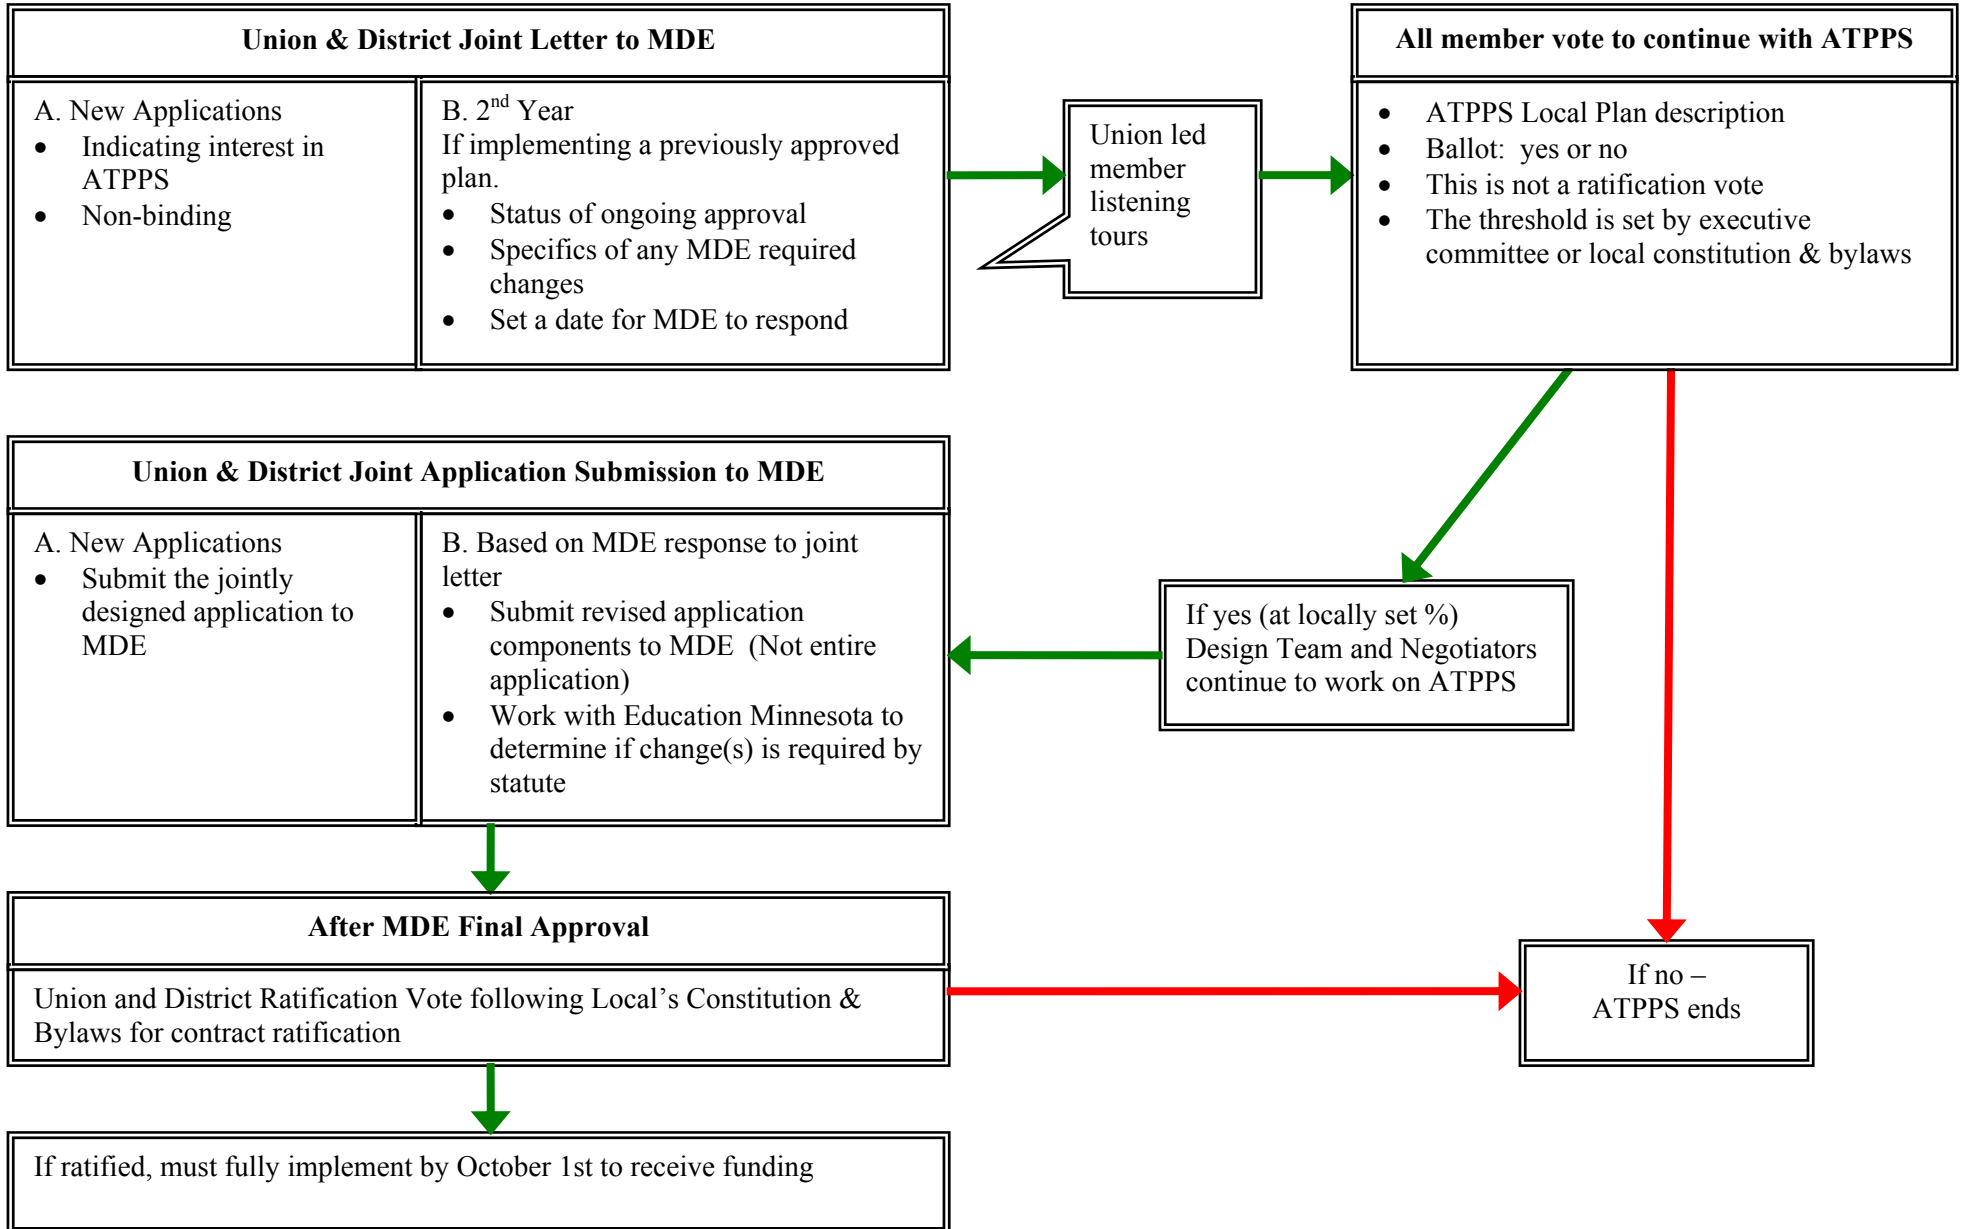 Union & District Joint Letter to MDE
A. New Applications
• Indicating interest in
ATPPS
• Non-binding
B. 2nd Year
If implementing a previously approved
plan.
• Status of ongoing approval
• Specifics of any MDE required
changes
• Set a date for MDE to respond
Union led
member
listening
tours
All member vote to continue with ATPPS
• ATPPS Local Plan description
• Ballot: yes or no
• This is not a ratification vote
• The threshold is set by executive
committee or local constitution & bylaws
Union & District Joint Application Submission to MDE
A. New Applications
• Submit the jointly
designed application to
MDE
B. Based on MDE response to joint
letter
• Submit revised application
components to MDE (Not entire
application)
• Work with Education Minnesota to
determine if change(s) is required by
statute
If yes (at locally set %)
Design Team and Negotiators
continue to work on ATPPS
After MDE Final Approval
Union and District Ratification Vote following Local’s Constitution &
Bylaws for contract ratification
If no –
ATPPS ends
If ratified, must fully implement by October 1st to receive funding